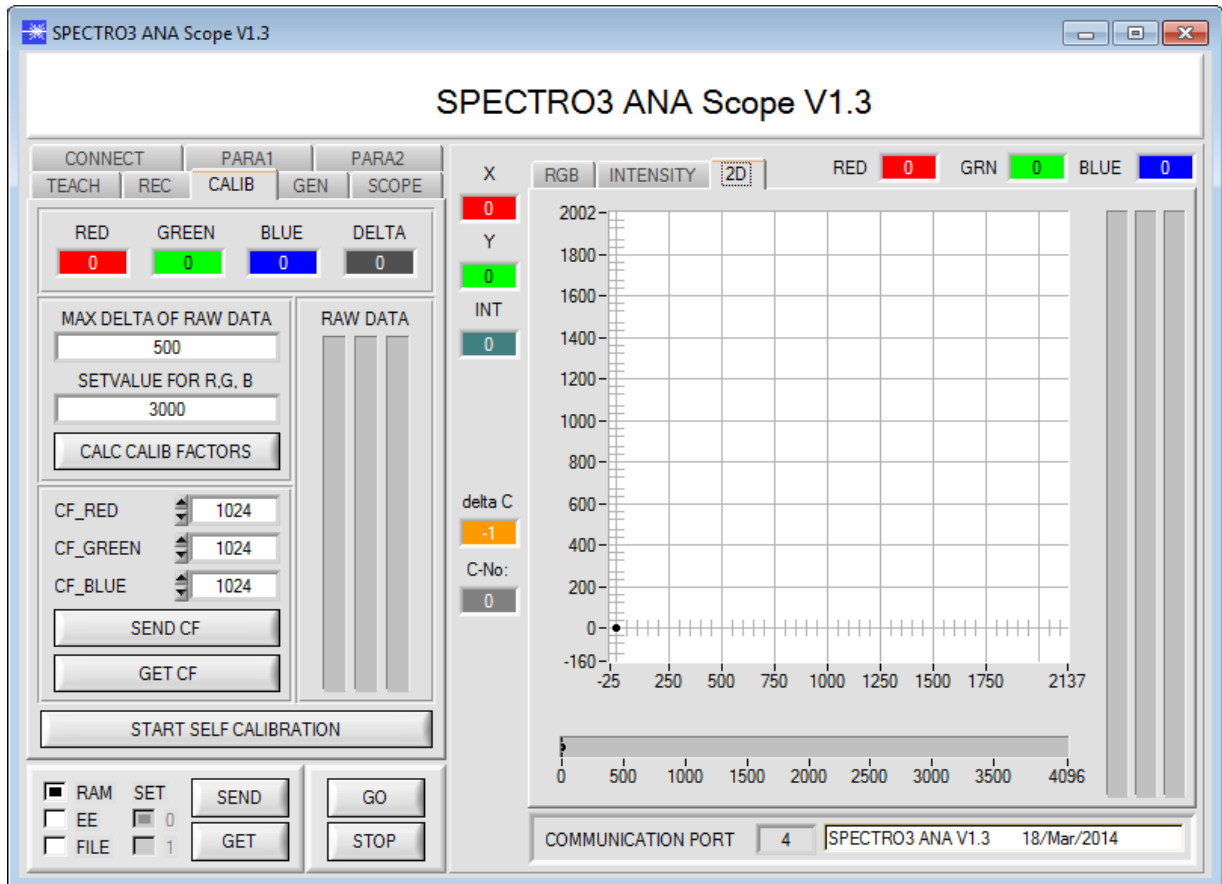 SPECTRO3 ANA Scope V1.3
SPECTRO3 ANA Scope V1.3
CONNECT PARA1 PARA2
TEACH REC CALIB GEN SCOPE
RED GREEN BLUE DELTA
0 0 0 0
MAX DELTA OF RAW DATA
500
SETVALUE FOR R,G, B
3000
CALC CALIB FACTORS
RAW DATA
CF_RED 1024
CF_GREEN 1024
CF_BLUE 1024
SEND CF
GET CF
START SELF CALIBRATION
RAM SET SEND
EE 0
FILE 1 GET
GO
STOP
X
0
Y
0
INT
0
delta C
-1
C-No:
0
RGB INTENSITY 2D RED 0 GRN 0 BLUE 0
2002
1800
1600
1400
1200
1000
800
600
400
200
0
-160
-25 250 500 750 1000 1250 1500 1750 2137
0 500 1000 1500 2000 2500 3000 3500 4096
COMMUNICATION PORT 4 SPECTRO3 ANA V1.3 18/Mar/2014